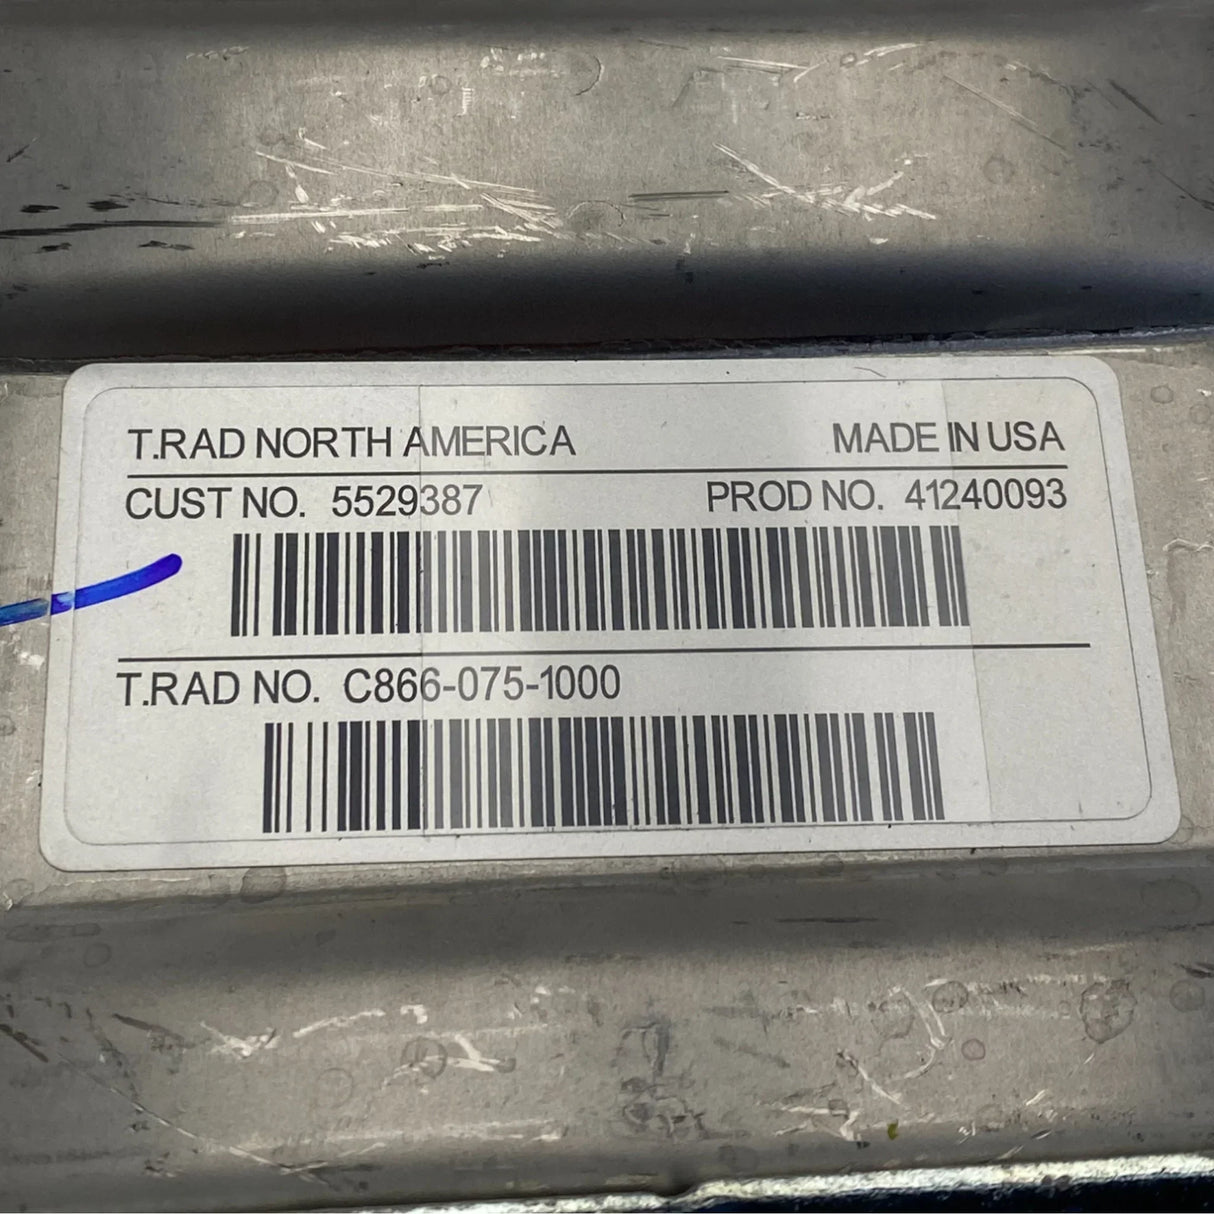 T.RAD NORTH AMERICA MADE IN USA
CUST NO. 5529387 PROD NO. 41240093
T.RAD NO. C866-075-1000